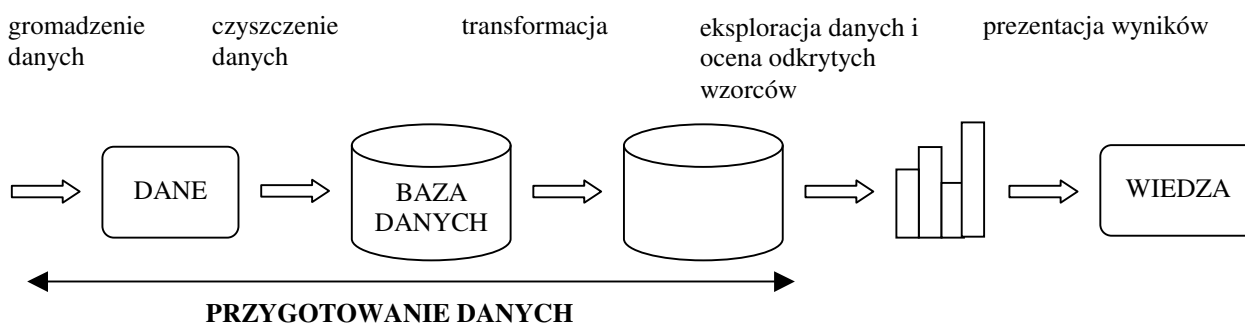 gromadzenie
danych
czyszczenie
danych
transformacja
eksploracja danych i
ocena odkrytych
wzorców
prezentacja wyników
DANE
BAZA
DANYCH
WIEDZA
PRZYGOTOWANIE DANYCH